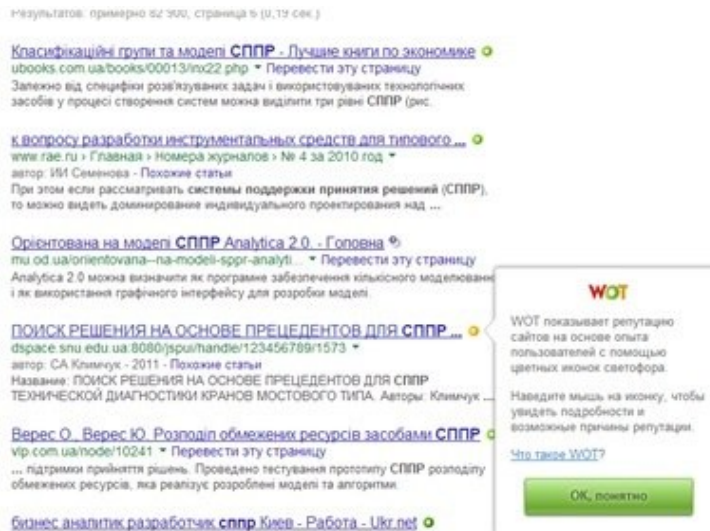 Результатов: примерно 82 900, страница 6 (0,19 сек.)
Класифікаційні групи та моделі СППР - Лучшие книги по экономике
ubooks.com.ua/books/00013/inx22.php Перевести эту страницу
Залежно від специфіки розв'язуваних задач і використовуваних технологічних
засобів у процесі створення систем можна виділити три рівні СППР (рис.
к вопросу разработки инструментальных средств для типового ...
www.rae.ru › Главная › Номера журналов › № 4 за 2010 год
автор: ИИ Семенова - Похожие статьи
При этом если рассматривать системы поддержки принятия решений (СППР),
то можно видеть доминирование индивидуального проектирования над ...
Орієнтована на моделі СППР Analytica 2.0. - Головна
mu.od.ua/oriientovana--na-modeli-sppr-analyti... Перевести эту страницу
Analytica 2.0 можна визначити як програмне забезпечення кількісного моделюванн
і як використання графічного інтерфейсу для розробки моделі.
ПОИСК РЕШЕНИЯ НА ОСНОВЕ ПРЕЦЕДЕНТОВ ДЛЯ СППР ...
dspace.snu.edu.ua:8080/jspui/handle/123456789/1573
автор: СА Климчук - 2011 - Похожие статьи
Название: ПОИСК РЕШЕНИЯ НА ОСНОВЕ ПРЕЦЕДЕНТОВ ДЛЯ СППР
ТЕХНИЧЕСКОЙ ДИАГНОСТИКИ КРАНОВ МОСТОВОГО ТИПА. Авторы: Климчук ...
Верес О., Верес Ю. Розподіл обмежених ресурсів засобами СППР
vlp.com.ua/node/10241 Перевести эту страницу
... підтримки прийняття рішень. Проведено тестування прототипу СППР розподілу
обмежених ресурсів, яка реалізує розроблені моделі та алгоритми.
бизнес аналитик разработчик сппр Киев - Работа - Ukr.net
WOT
WOT показывает репутацию
сайтов на основе опыта
пользователей с помощью
цветных иконок светофора.
Наведите мышь на иконку, чтобы
увидеть подробности и
возможные причины репутации.
Что такое WOT?
ОК, понятно